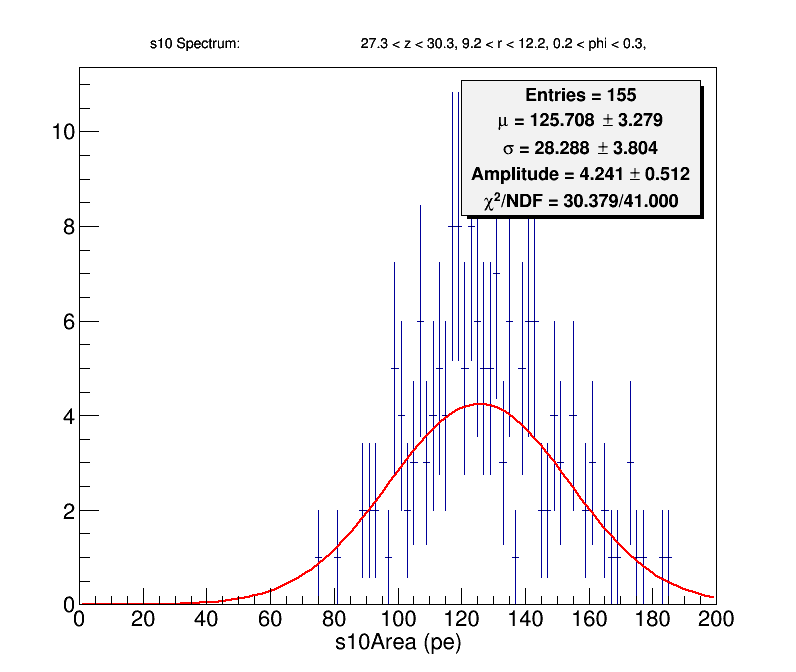 s10 Spectrum: 27.3 < z < 30.3, 9.2 < r < 12.2, 0.2 < phi < 0.3,
Entries = 155
μ = 125.708 ± 3.279
σ = 28.288 ± 3.804
Amplitude = 4.241 ± 0.512
χ²/NDF = 30.379/41.000
10
8
6
4
2
0
0 20 40 60 80 100 120 140 160 180 200
s10Area (pe)